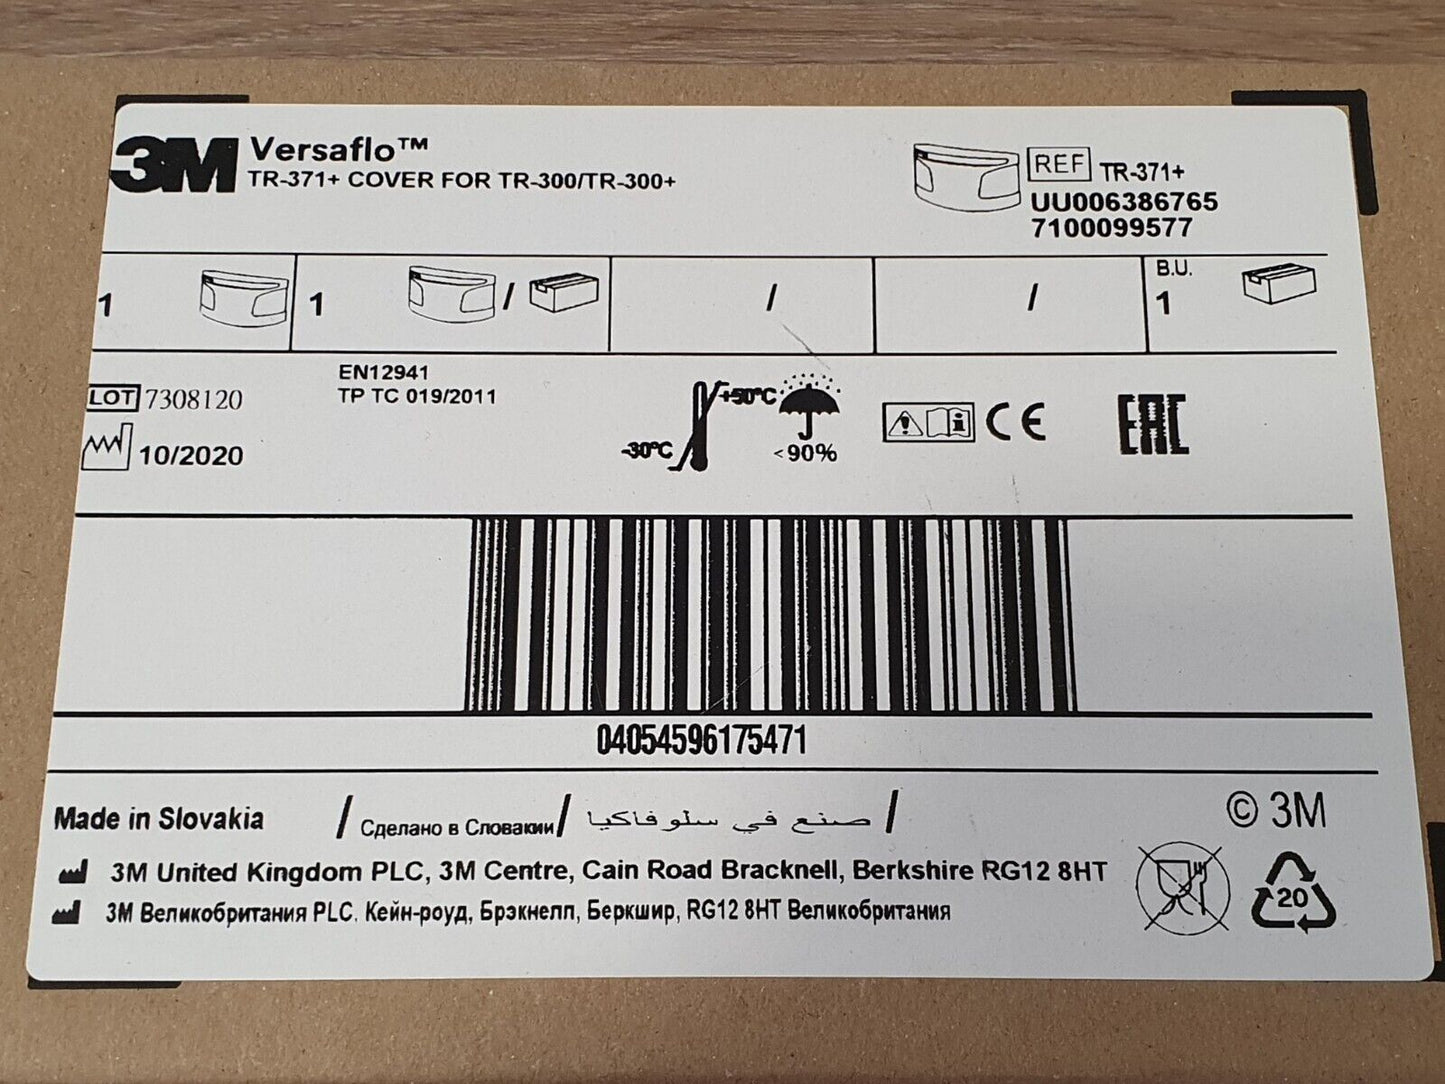 3M Versaflo™
TR-371+ COVER FOR TR-300/TR-300+
REF TR-371+
UU006386765
7100099577
1
1 /
/
/
B.U.
1
EN12941
TP TC 019/2011
LOT 7308120
10/2020
+50°C
-30°C
<90%
CE
EAC
04054596175471
Made in Slovakia / Сделано в Словакии / صنع في سلوفاكيا /
© 3M
3M United Kingdom PLC, 3M Centre, Cain Road Bracknell, Berkshire RG12 8HT
3M Великобритания PLC. Кейн-роуд, Брэкнелл, Беркшир, RG12 8HT Великобритания
20